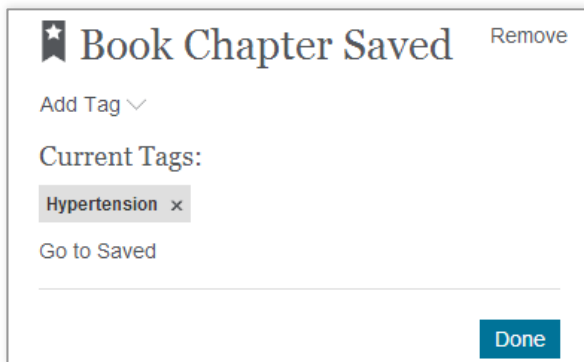 Book Chapter Saved Remove
Add Tag
Current Tags:
Hypertension ×
Go to Saved
Done